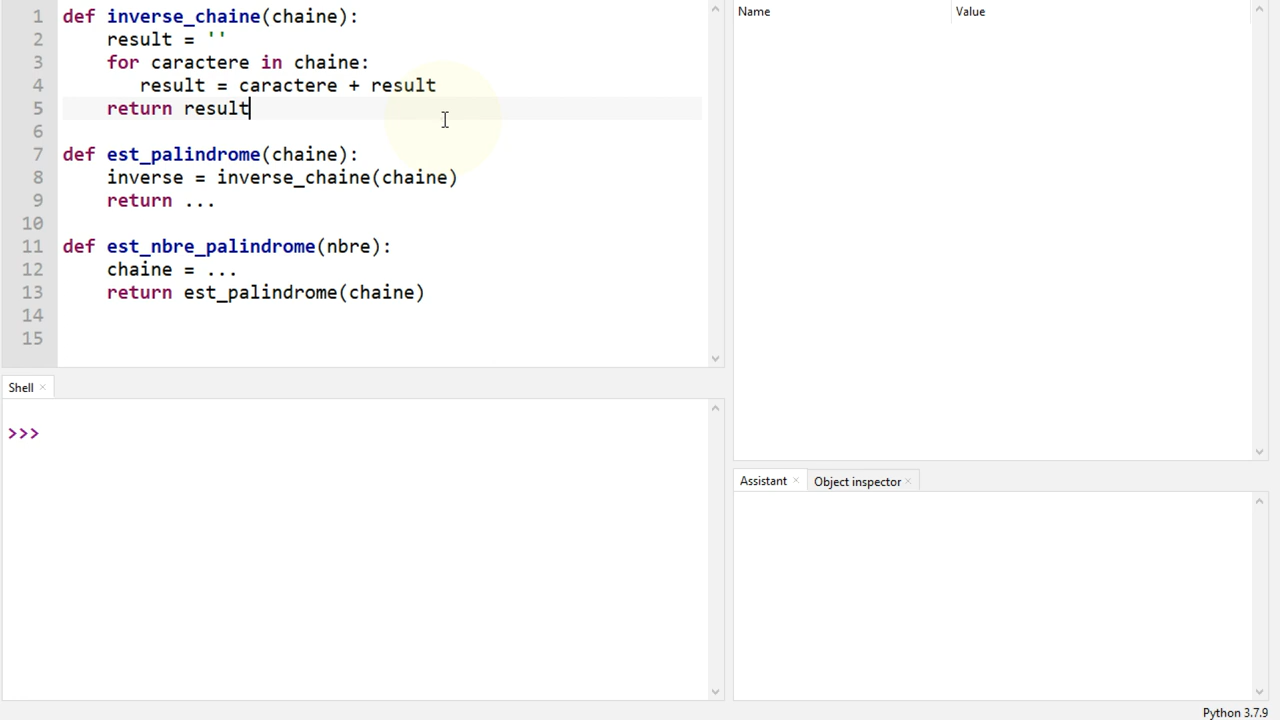 1 def inverse_chaine(chaine):
2 result = ''
3 for caractere in chaine:
4 result = caractere + result
5 return result
6
7 def est_palindrome(chaine):
8 inverse = inverse_chaine(chaine)
9 return ...
10
11 def est_nbre_palindrome(nbre):
12 chaine = ...
13 return est_palindrome(chaine)
14
15
Name Value
Shell ×
>>>
Assistant × Object inspector ×
Python 3.7.9